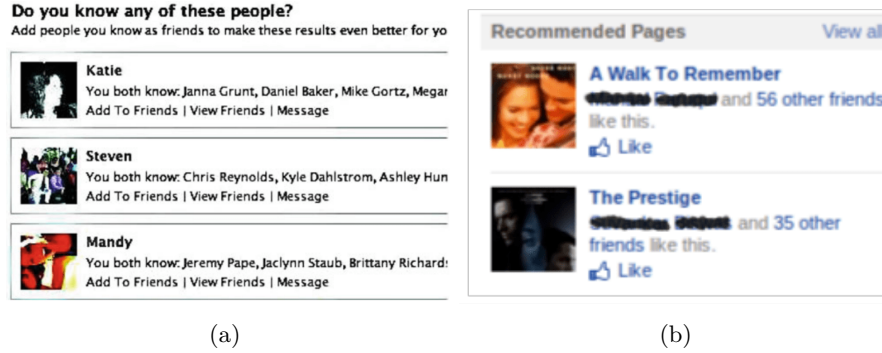 Do you know any of these people?
Add people you know as friends to make these results even better for yo
Katie
You both know: Janna Grunt, Daniel Baker, Mike Gortz, Megar
Add To Friends | View Friends | Message
Steven
You both know: Chris Reynolds, Kyle Dahlstrom, Ashley Hun
Add To Friends | View Friends | Message
Mandy
You both know: Jeremy Pape, Jaclynn Staub, Brittany Richard
Add To Friends | View Friends | Message
(a)
Recommended Pages View all
A Walk To Remember
and 56 other friends
like this.
Like
The Prestige
and 35 other
friends like this.
Like
(b)